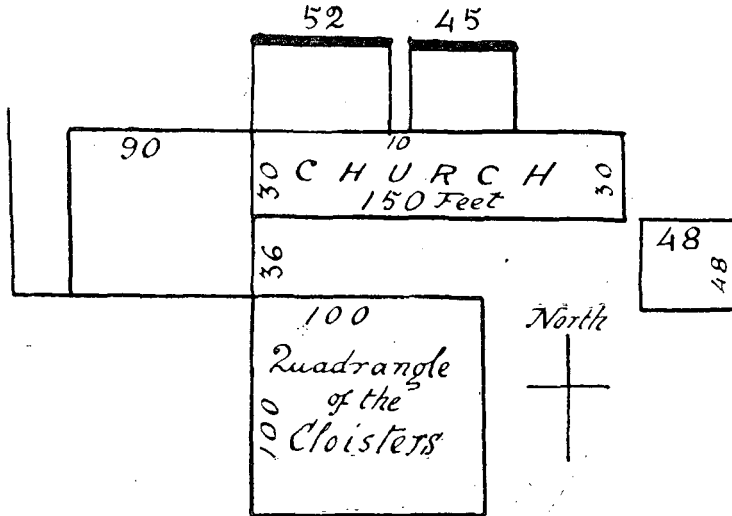 52 45
90
10
30 CHURCH 30
150 Feet
36
48
48
100
North
Quadrangle
of the
100 Cloisters